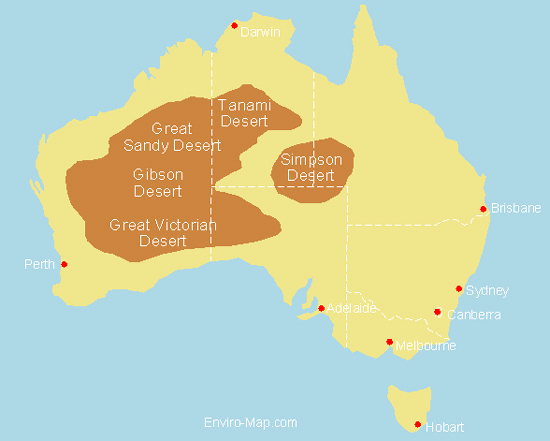 Darwin
Tanami
Desert
Great
Sandy Desert
Simpson
Desert
Gibson
Desert
Brisbane
Great Victorian
Desert
Perth
Sydney
Adelaide
Canberra
Melbourne
Enviro-Map.com
Hobart